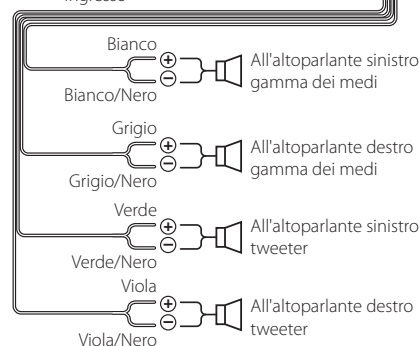 Bianco
⊕
⊖
Bianco/Nero
All'altoparlante sinistro
gamma dei medi
Grigio
⊕
⊖
Grigio/Nero
All'altoparlante destro
gamma dei medi
Verde
⊕
⊖
Verde/Nero
All'altoparlante sinistro
tweeter
Viola
⊕
⊖
Viola/Nero
All'altoparlante destro
tweeter